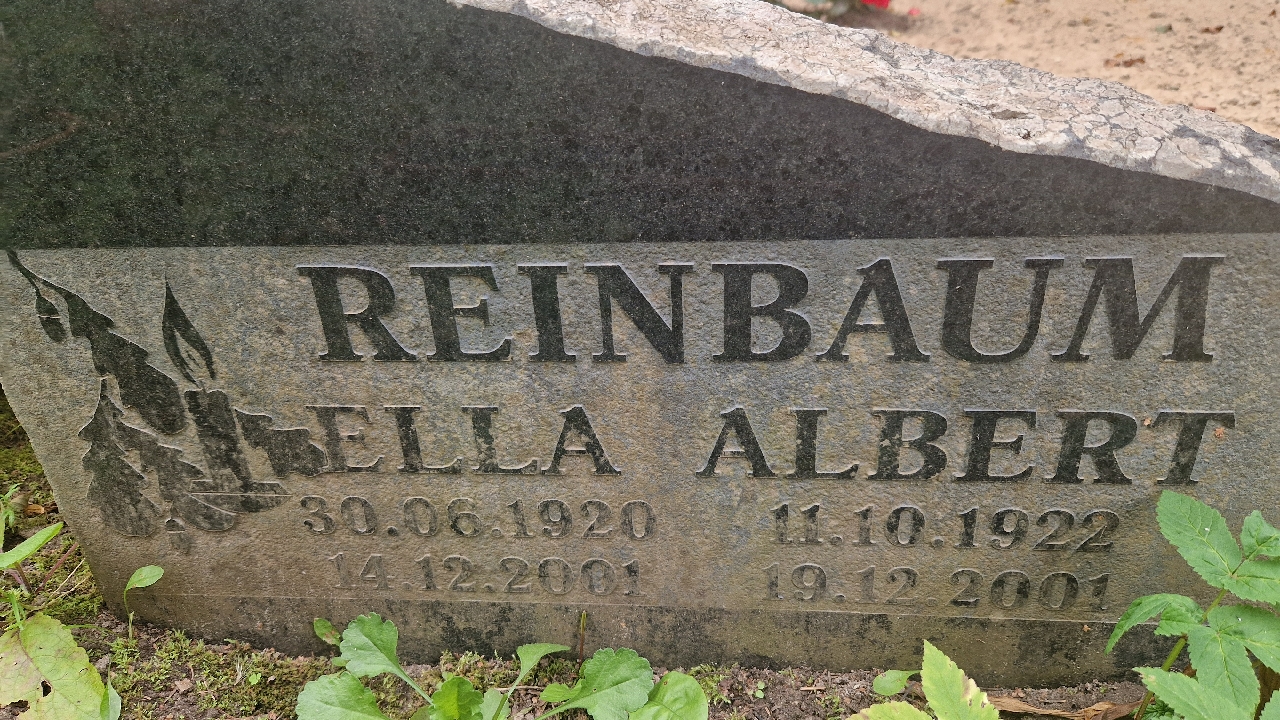 REINBAUM
ELLA ALBERT
30.06.1920 11.10.1922
14.12.2001 19.12 2001